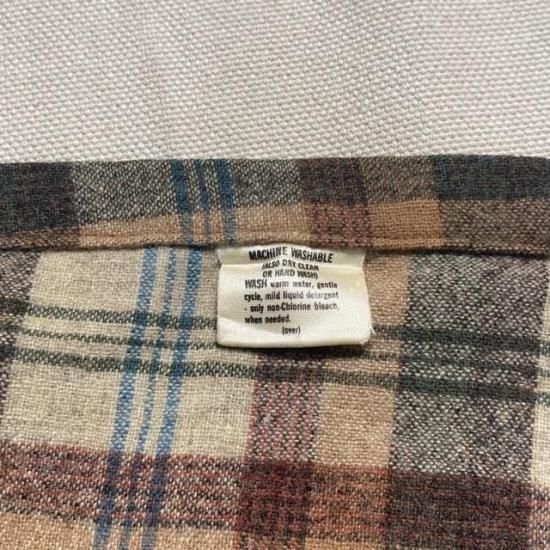 MACHINE WASHABLE
(ALSO DRY CLEAN
OR HAND WASH)
WASH warm water, gentle
cycle, mild liquid detergent
- only non-Chlorine bleach,
when needed.
(over)